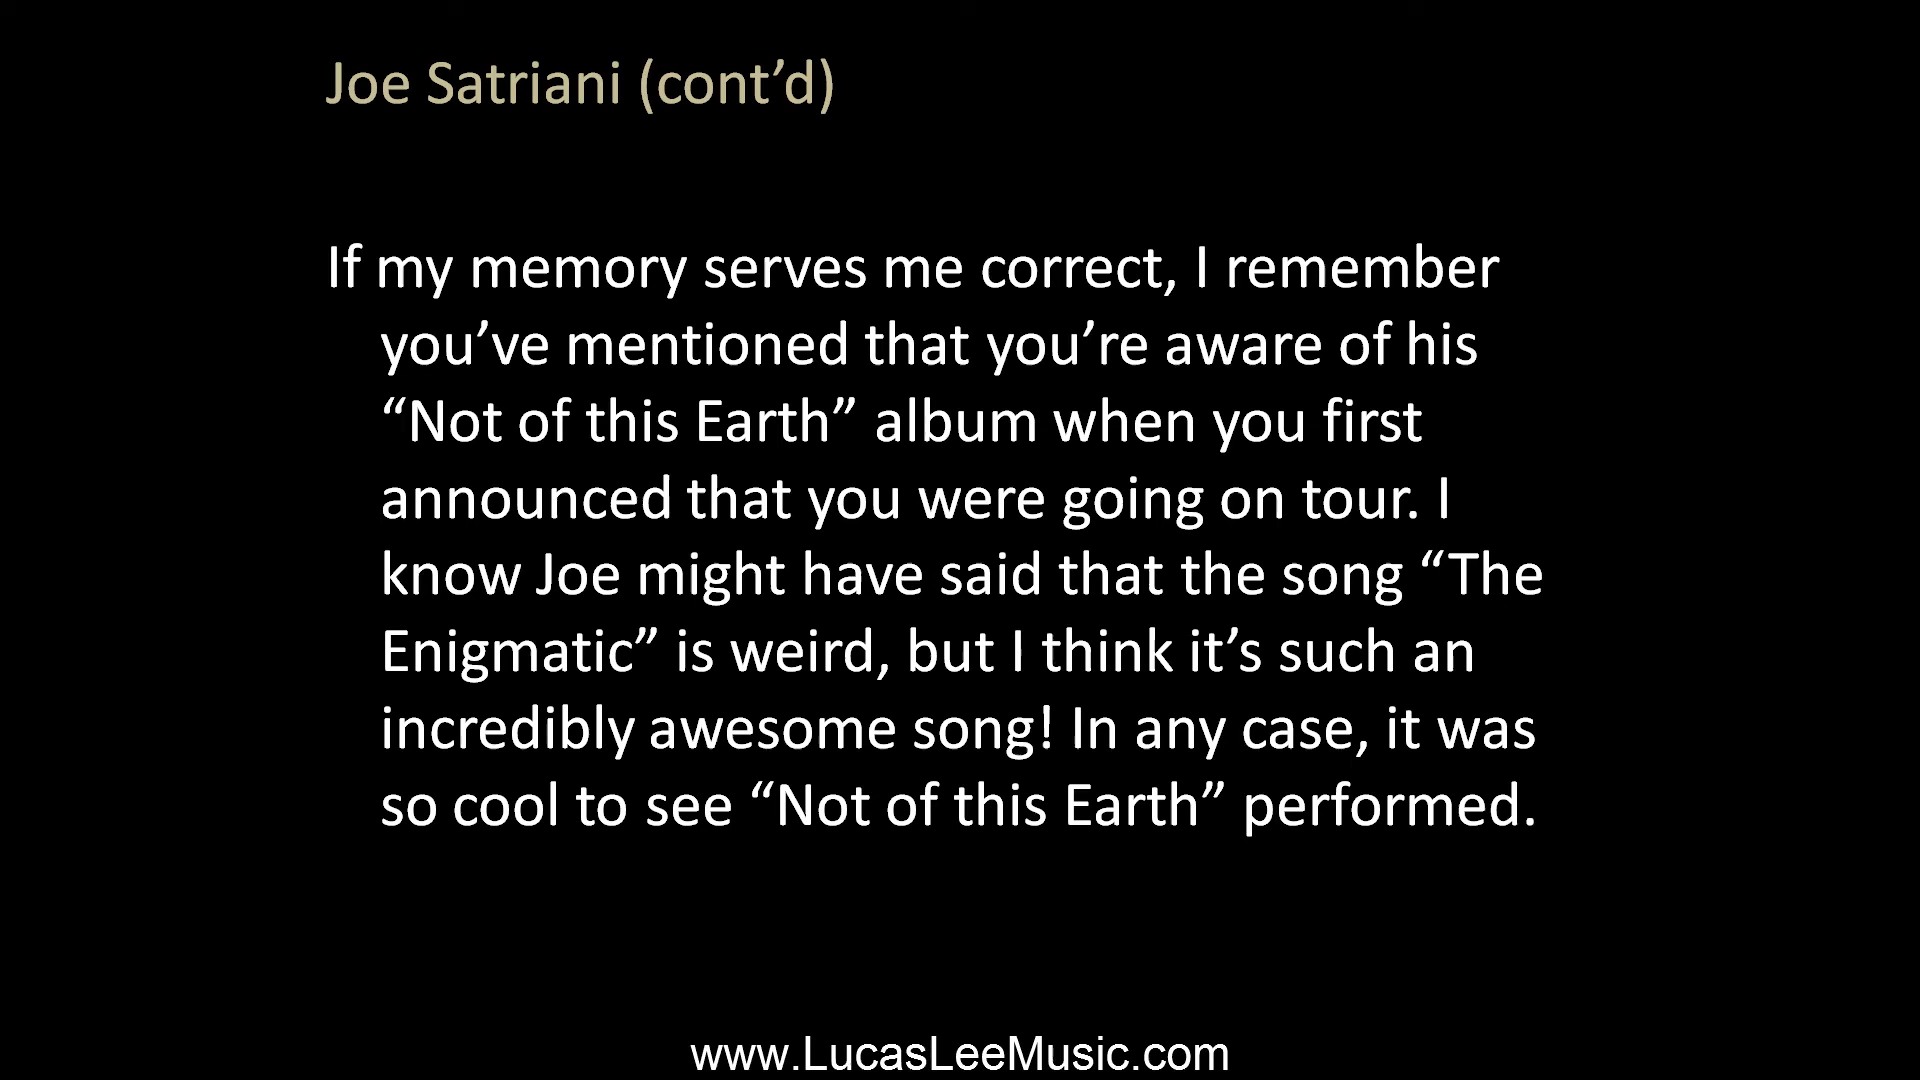 Joe Satriani (cont’d)
If my memory serves me correct, I remember
you’ve mentioned that you’re aware of his
“Not of this Earth” album when you first
announced that you were going on tour. I
know Joe might have said that the song “The
Enigmatic” is weird, but I think it’s such an
incredibly awesome song! In any case, it was
so cool to see “Not of this Earth” performed.
www.LucasLeeMusic.com